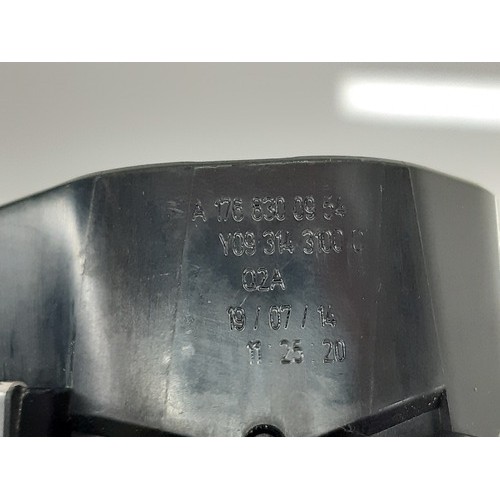 A 176 830 09 54
Y09 314 3100 C
02A
19 / 07 / 14
11 : 25 : 20